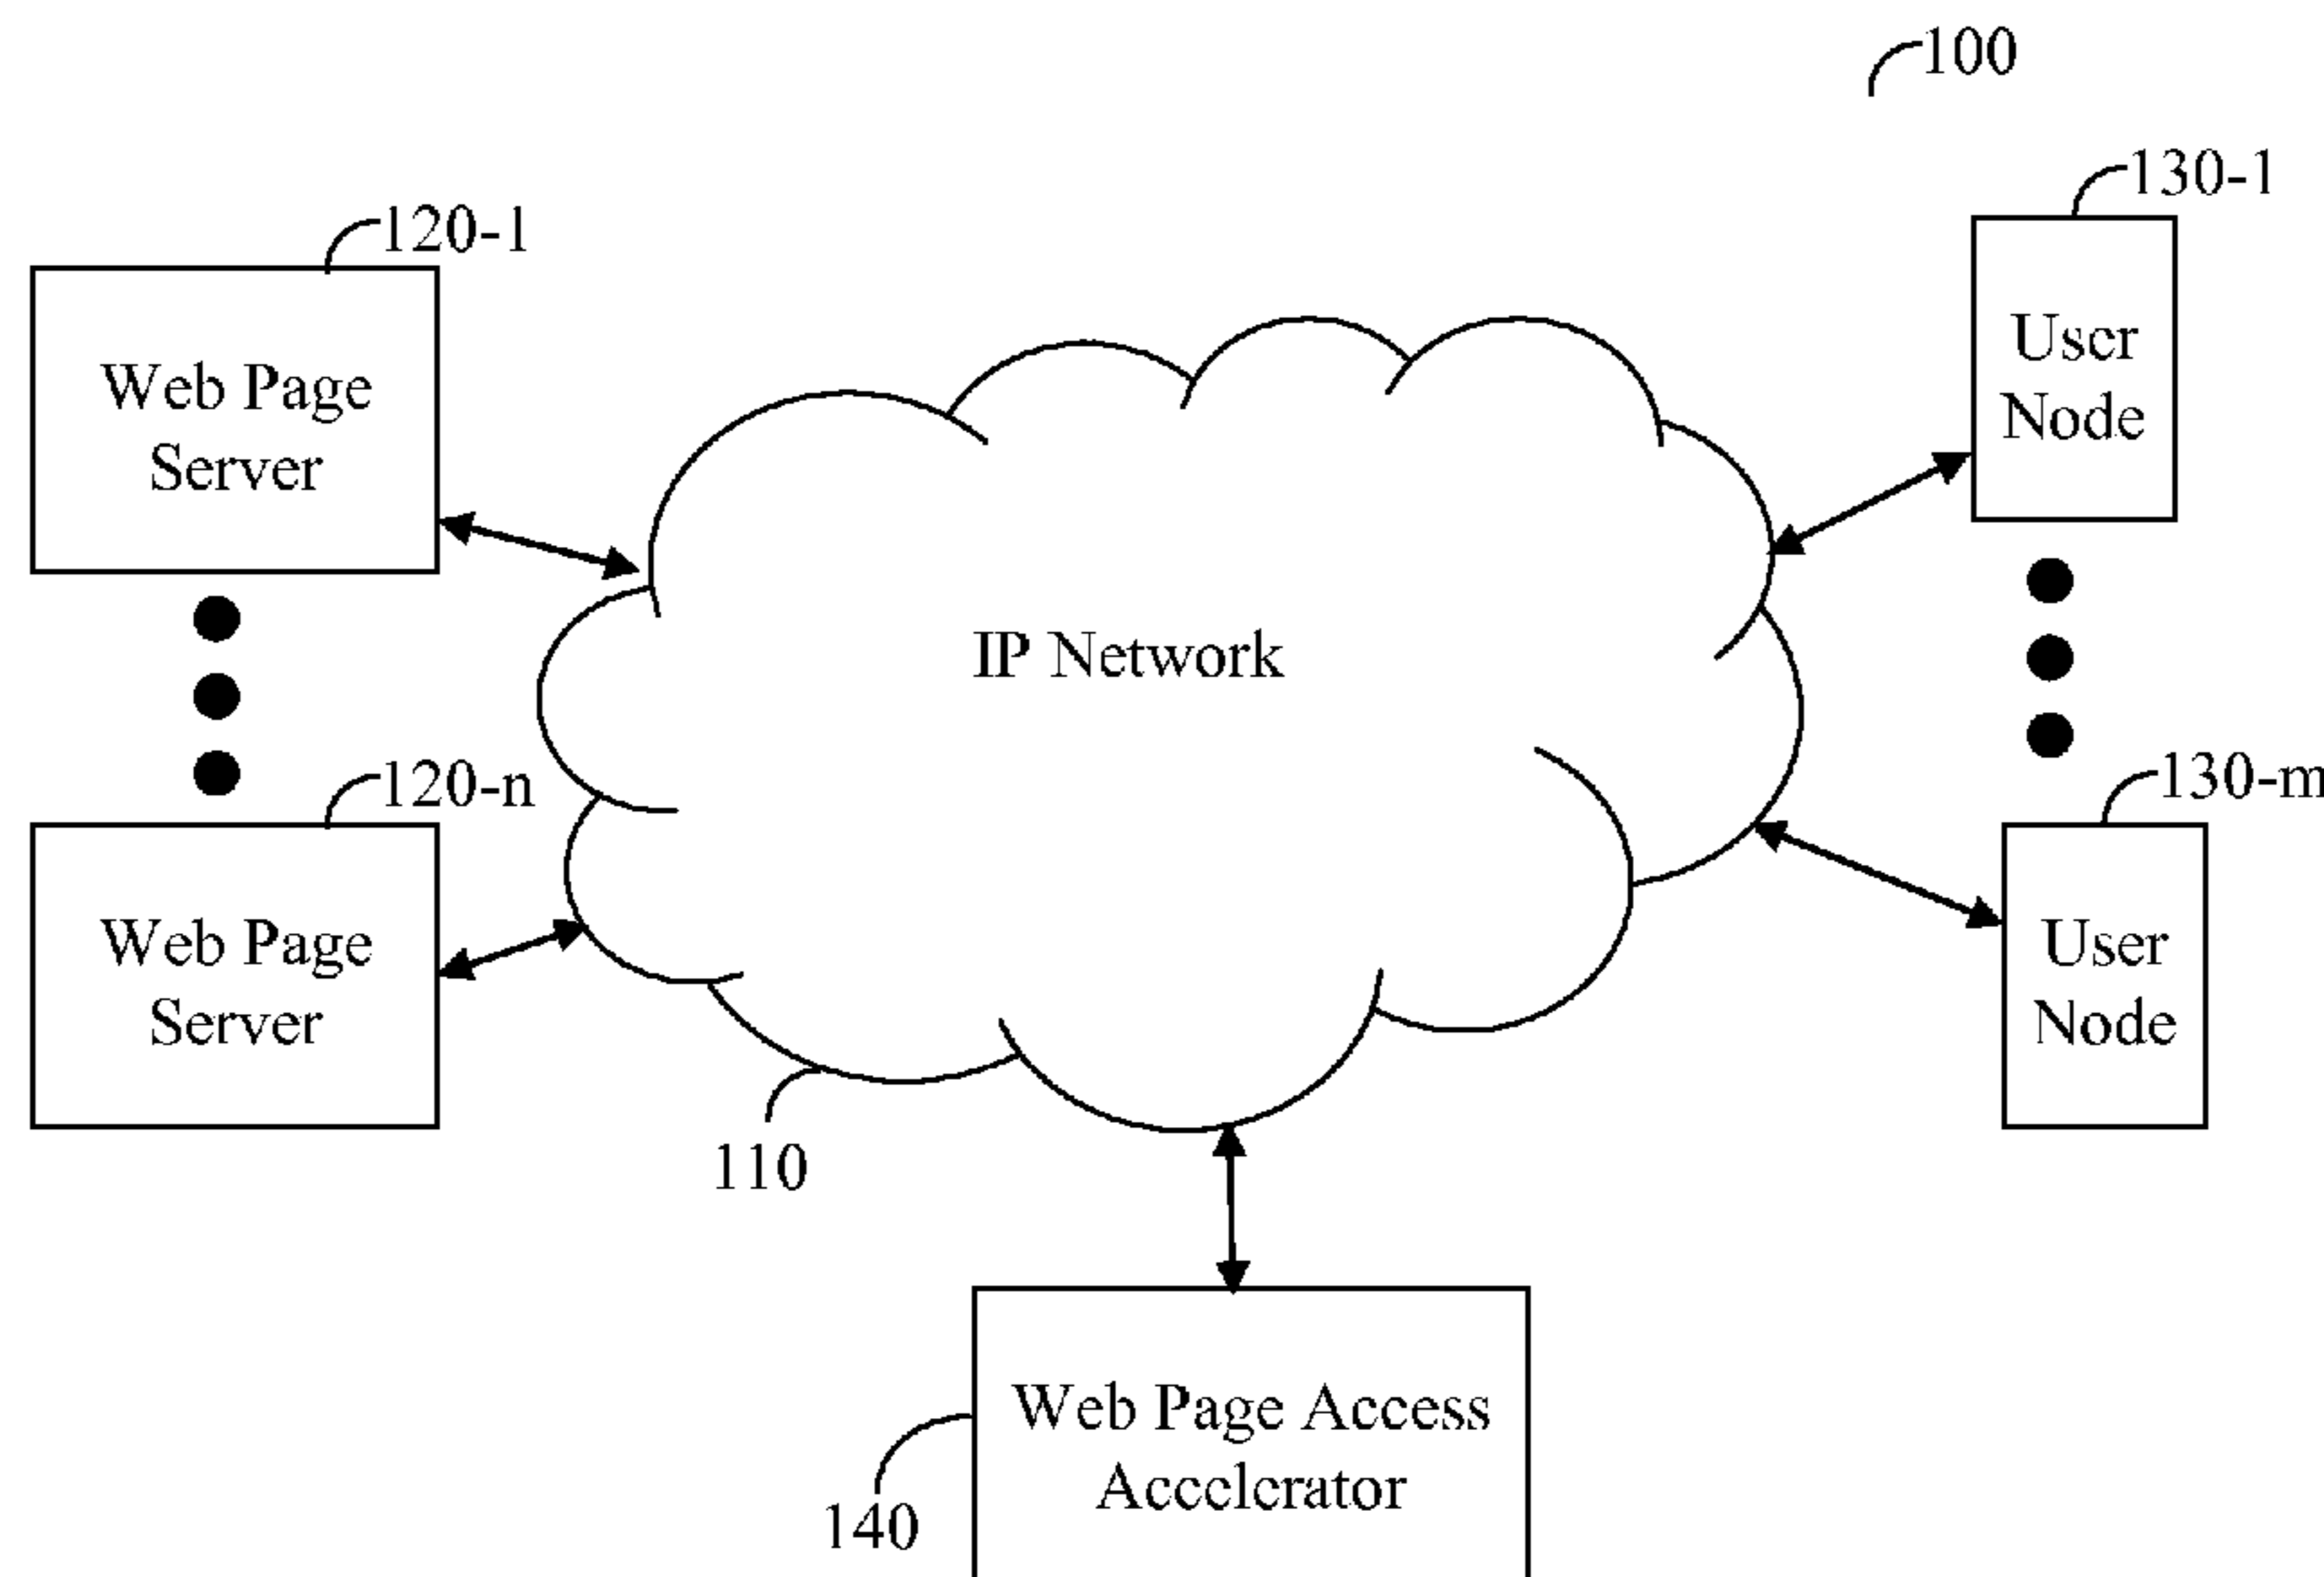 100
130-1
120-1
User
Node
Web Page
Server
IP Network
120-n
130-m
Web Page
Server
User
Node
110
Web Page Access
Accelerator
140